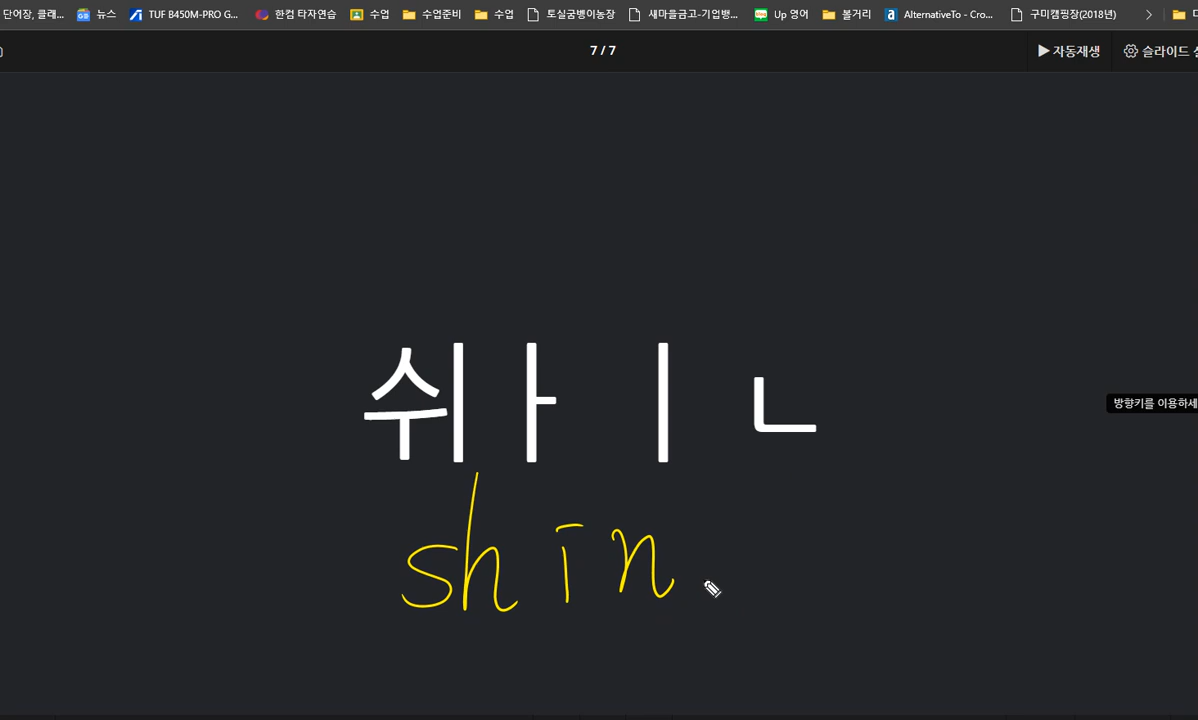 단어장, 클래... 뉴스 TUF B450M-PRO G... 한컴 타자연습 수업 수업준비 수업 토실굼벵이농장 새마을금고-기업뱅... Up 영어 볼거리 AlternativeTo - Cro... 구미캠핑장(2018년)
7 / 7 자동재생 슬라이드
쉬ㅏ ㅣ ㄴ
방향키를 이용하세
shīn